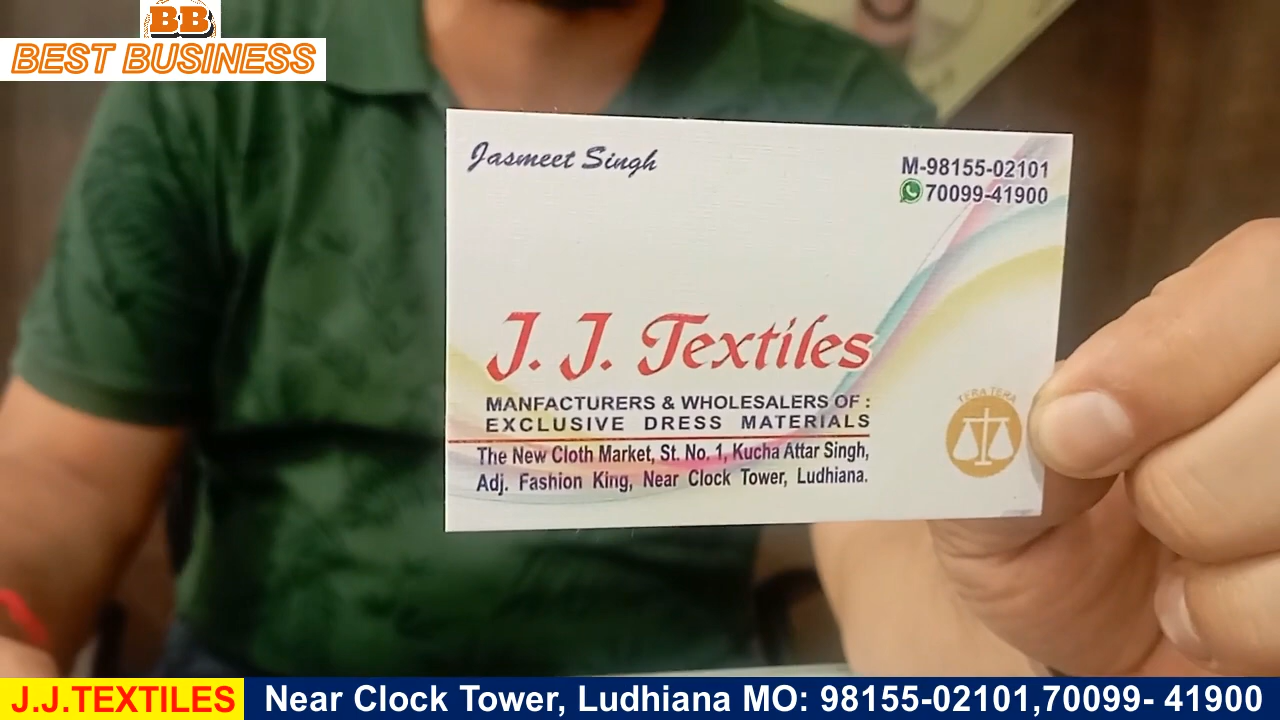 BB
BEST BUSINESS
Jasmeet Singh
M-98155-02101
70099-41900
J. J. Textiles
MANFACTURERS & WHOLESALERS OF :
EXCLUSIVE DRESS MATERIALS
The New Cloth Market, St. No. 1, Kucha Attar Singh,
Adj. Fashion King, Near Clock Tower, Ludhiana.
TERA TERA
J.J.TEXTILES Near Clock Tower, Ludhiana MO: 98155-02101,70099- 41900